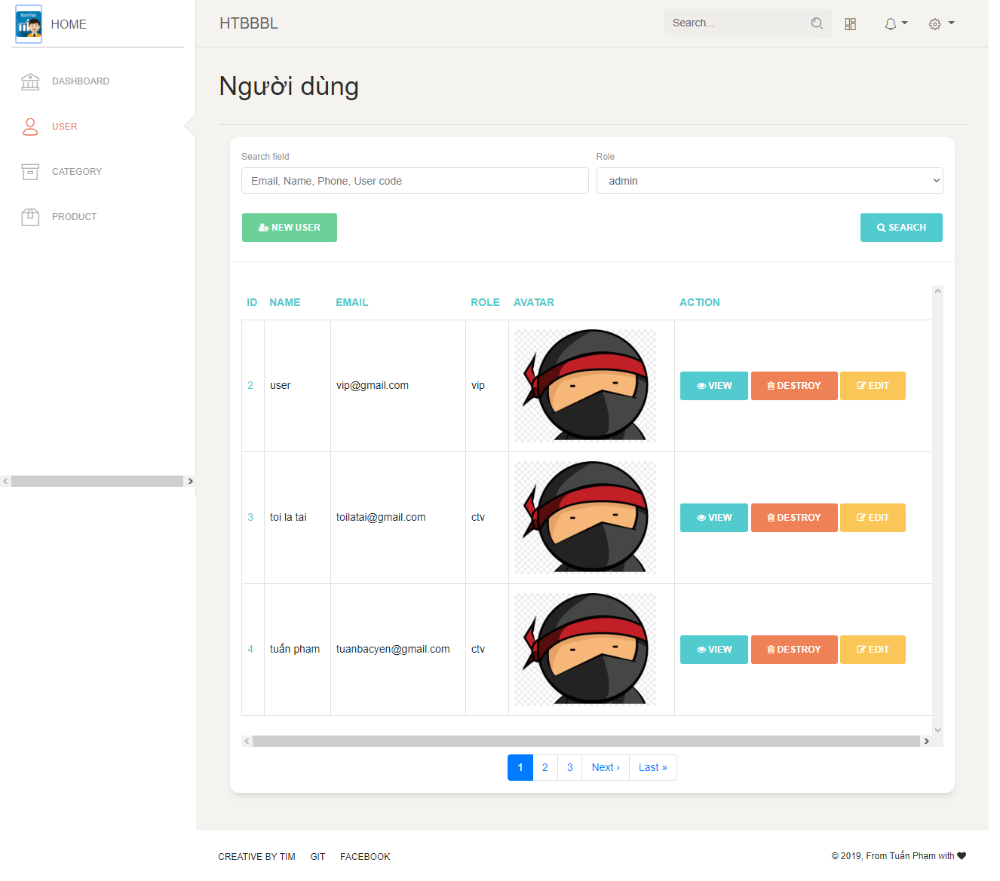 HOME
HTBBBL
Search...
DASHBOARD
USER
CATEGORY
PRODUCT
Người dùng
Search field
Role
Email, Name, Phone, User code
admin
NEW USER
SEARCH
ID NAME EMAIL ROLE AVATAR ACTION
2 user vip@gmail.com vip VIEW DESTROY EDIT
3 toi la tai toilatai@gmail.com ctv VIEW DESTROY EDIT
4 tuấn phạm tuanbacyen@gmail.com ctv VIEW DESTROY EDIT
1 2 3 Next › Last »
CREATIVE BY TIM GIT FACEBOOK
© 2019, From Tuấn Phạm with